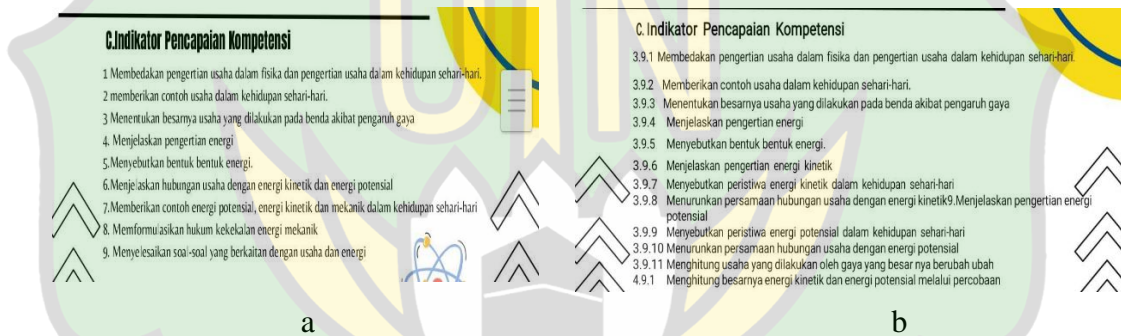 C.Indikator Pencapaian Kompetensi
1 Membedakan pengertian usaha dalam fisika dan pengertian usaha dalam kehidupan sehari-hari.
2 memberikan contoh usaha dalam kehidupan sehari-hari.
3 Menentukan besarnya usaha yang dilakukan pada benda akibat pengaruh gaya
4. Menjelaskan pengertian energi
5.Menyebutkan bentuk bentuk energi.
6.Menjelaskan hubungan usaha dengan energi kinetik dan energi potensial
7.Memberikan contoh energi potensial, energi kinetik dan mekanik dalam kehidupan sehari-hari
8. Memformulasikan hukum kekekalan energi mekanik
9. Menyelesaikan soal-soal yang berkaitan dengan usaha dan energi
a
C. Indikator Pencapaian Kompetensi
3.9.1 Membedakan pengertian usaha dalam fisika dan pengertian usaha dalam kehidupan sehari-hari.
3.9.2 Memberikan contoh usaha dalam kehidupan sehari-hari.
3.9.3 Menentukan besarnya usaha yang dilakukan pada benda akibat pengaruh gaya
3.9.4 Menjelaskan pengertian energi
3.9.5 Menyebutkan bentuk bentuk energi.
3.9.6 Menjelaskan pengertian energi kinetik
3.9.7 Menyebutkan peristiwa energi kinetik dalam kehidupan sehari-hari
3.9.8 Menurunkan persamaan hubungan usaha dengan energi kinetik9.Menjelaskan pengertian energi
potensial
3.9.9 Menyebutkan peristiwa energi potensial dalam kehidupan sehari-hari
3.9.10 Menurunkan persamaan hubungan usaha dengan energi potensial
3.9.11 Menghitung usaha yang dilakukan oleh gaya yang besar nya berubah ubah
4.9.1 Menghitung besarnya energi kinetik dan energi potensial melalui percobaan
b
UIN